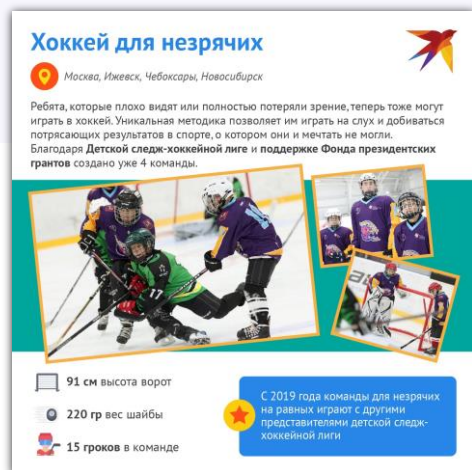 Хоккей для незрячих
Москва, Ижевск, Чебоксары, Новосибирск
Ребята, которые плохо видят или полностью потеряли зрение, теперь тоже могут
играть в хоккей. Уникальная методика позволяет им играть на слух и добиваться
потрясающих результатов в спорте, о котором они и мечтать не могли.
Благодаря Детской следж-хоккейной лиге и поддержке Фонда президентских
грантов создано уже 4 команды.
91 см высота ворот
220 гр вес шайбы
15 гроков в команде
С 2019 года команды для незрячих
на равных играют с другими
представителями детской следж-
хоккейной лиги